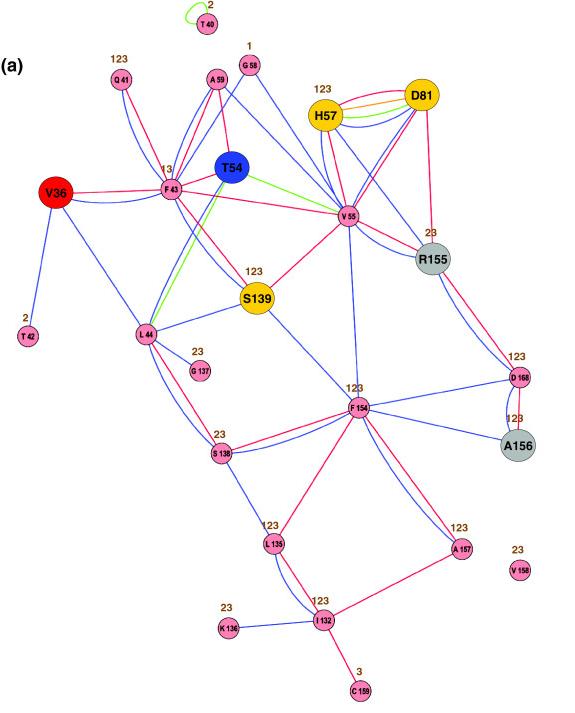 2
T 40
(a)
123
Q 41
A 59
1
G 58
123
H57
D81
13
F 43
T54
V36
V 55
23
R155
123
S139
2
T 42
L 44
23
G 137
123
D 168
123
F 154
123
A156
23
S 138
123
L 135
123
A 157
23
V 158
23
K 136
123
I 132
3
C 159